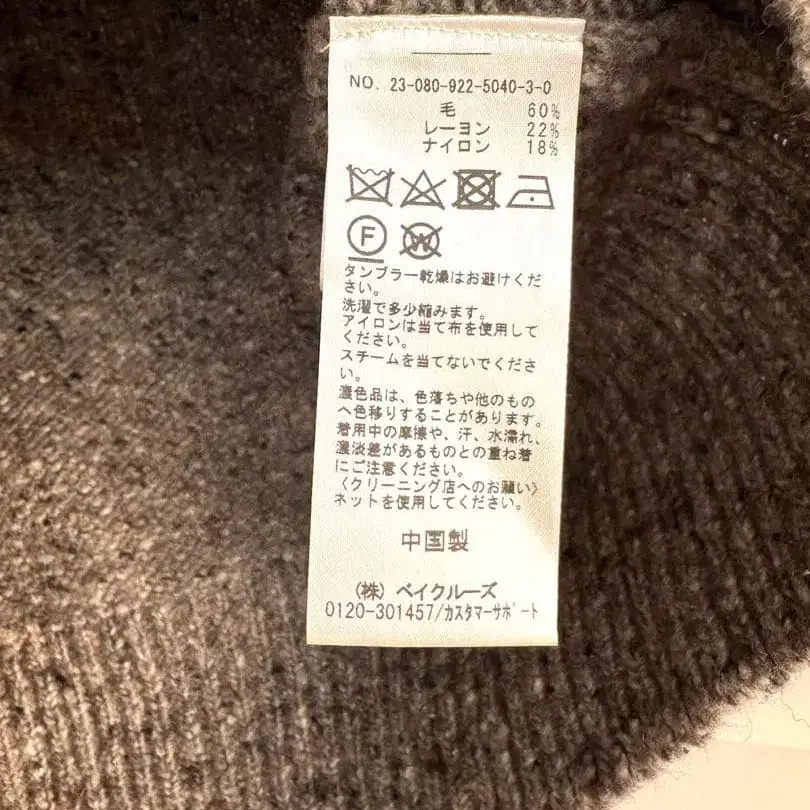 NO. 23-080-922-5040-3-0
毛 60%
レーヨン 22%
ナイロン 18%
F W
タンブラー乾燥はお避けくだ
さい。
洗濯で多少縮みます。
アイロンは当て布を使用して
ください。
スチームを当てないでくださ
い。
濃色品は、色落ちや他のもの
へ色移りすることがあります。
着用中の摩擦や、汗、水濡れ、
濃淡差があるものとの重ね着
にご注意ください。
〈クリーニング店へのお願い〉
ネットを使用してください。
中国製
(株) ベイクルーズ
0120-301457/カスタマーサポート